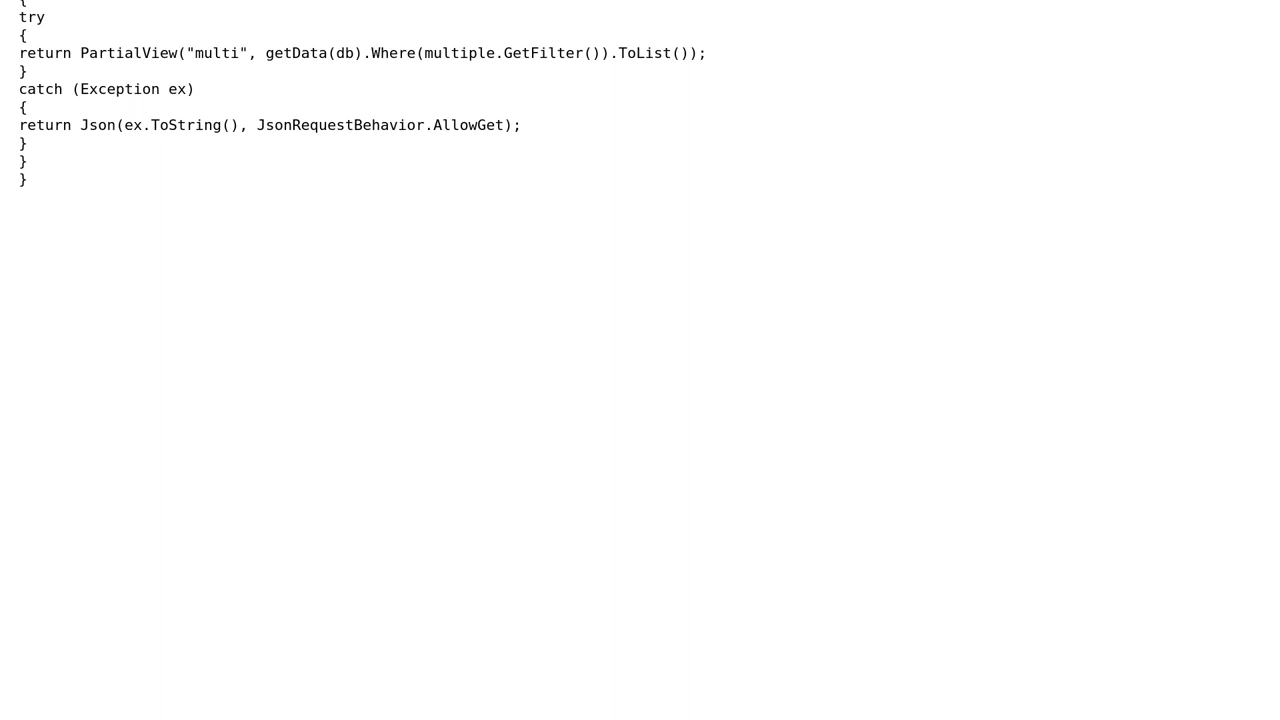 {
try
{
return PartialView("multi", getData(db).Where(multiple.GetFilter()).ToList());
}
catch (Exception ex)
{
return Json(ex.ToString(), JsonRequestBehavior.AllowGet);
}
}
}